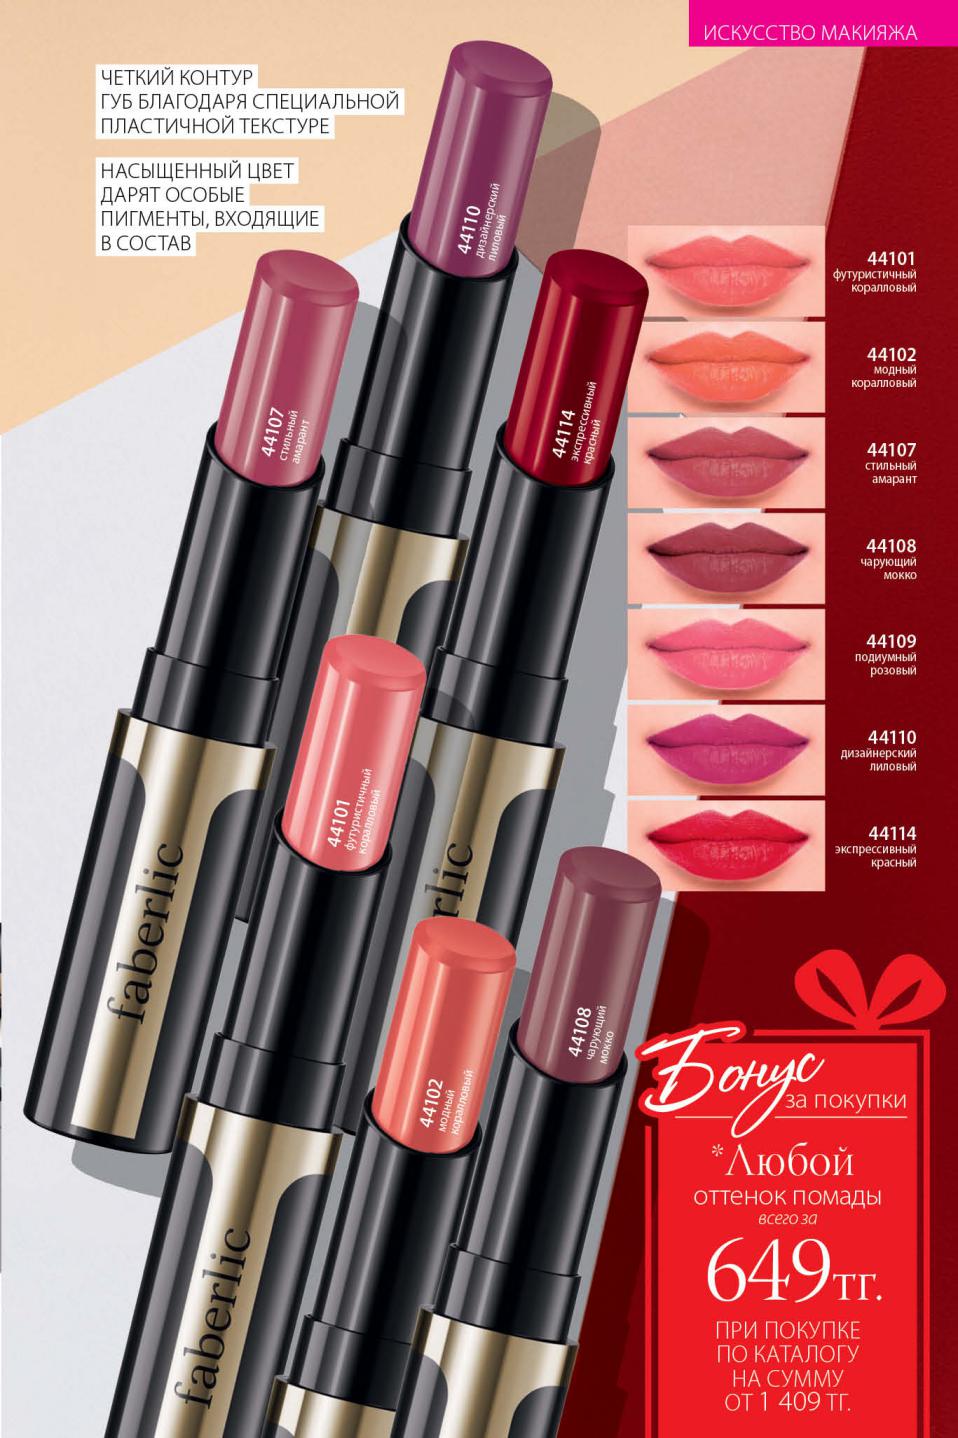 ИСКУССТВО МАКИЯЖА
ЧЕТКИЙ КОНТУР
ГУБ БЛАГОДАРЯ СПЕЦИАЛЬНОЙ
ПЛАСТИЧНОЙ ТЕКСТУРЕ
НАСЫЩЕННЫЙ ЦВЕТ
ДАРЯТ ОСОБЫЕ
ПИГМЕНТЫ, ВХОДЯЩИЕ
В СОСТАВ
44110
дизайнерский
лиловый
44107
стильный
амарант
44114
экспрессивный
красный
44101
футуристичный
коралловый
44102
модный
коралловый
44108
чарующий
мокко
faberlic
faberlic
erlic
44101
футуристичный
коралловый
44102
модный
коралловый
44107
стильный
амарант
44108
чарующий
мокко
44109
подиумный
розовый
44110
дизайнерский
лиловый
44114
экспрессивный
красный
Бонус
за покупки
*Любой
оттенок помады
всего за
649тг.
ПРИ ПОКУПКЕ
ПО КАТАЛОГУ
НА СУММУ
ОТ 1 409 ТГ.